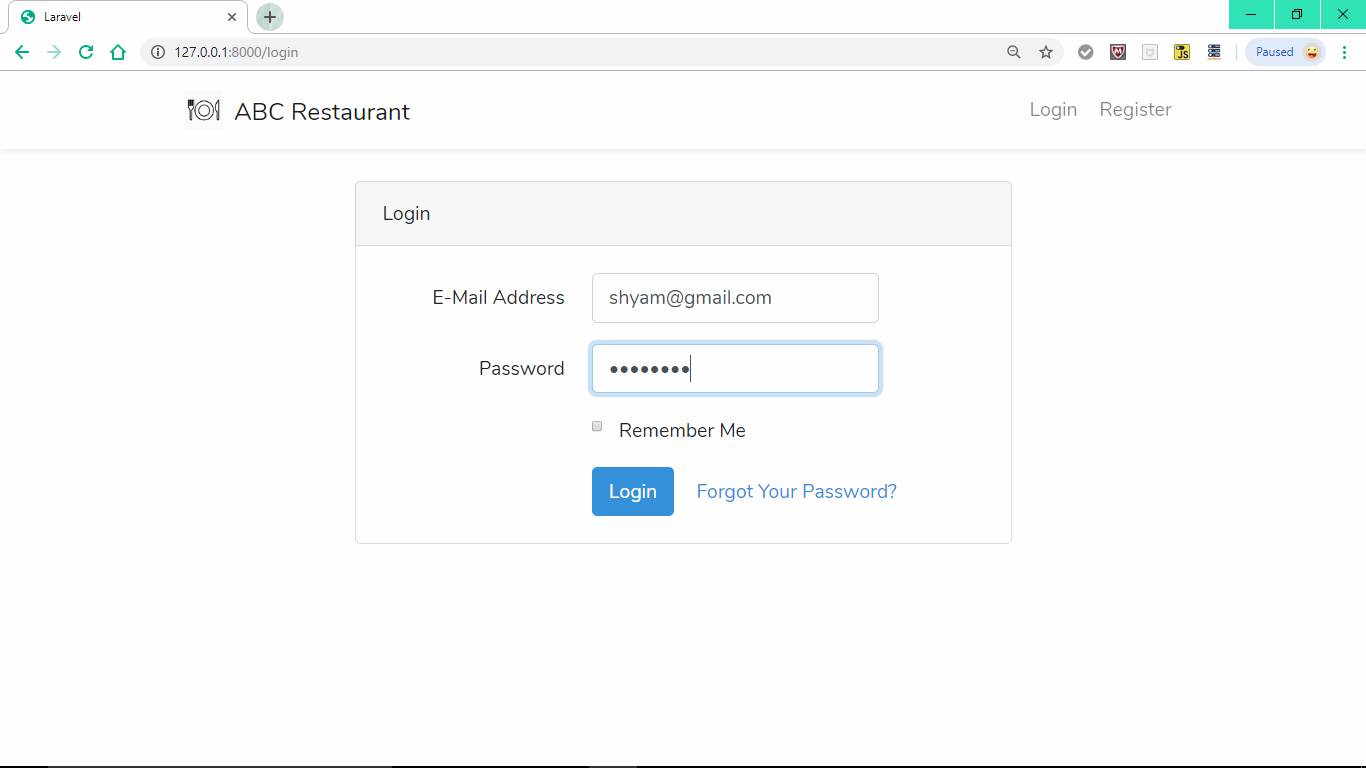 Laravel
127.0.0.1:8000/login
JS
Paused
ABC Restaurant
Login Register
Login
E-Mail Address shyam@gmail.com
Password ••••••••
Remember Me
Login Forgot Your Password?